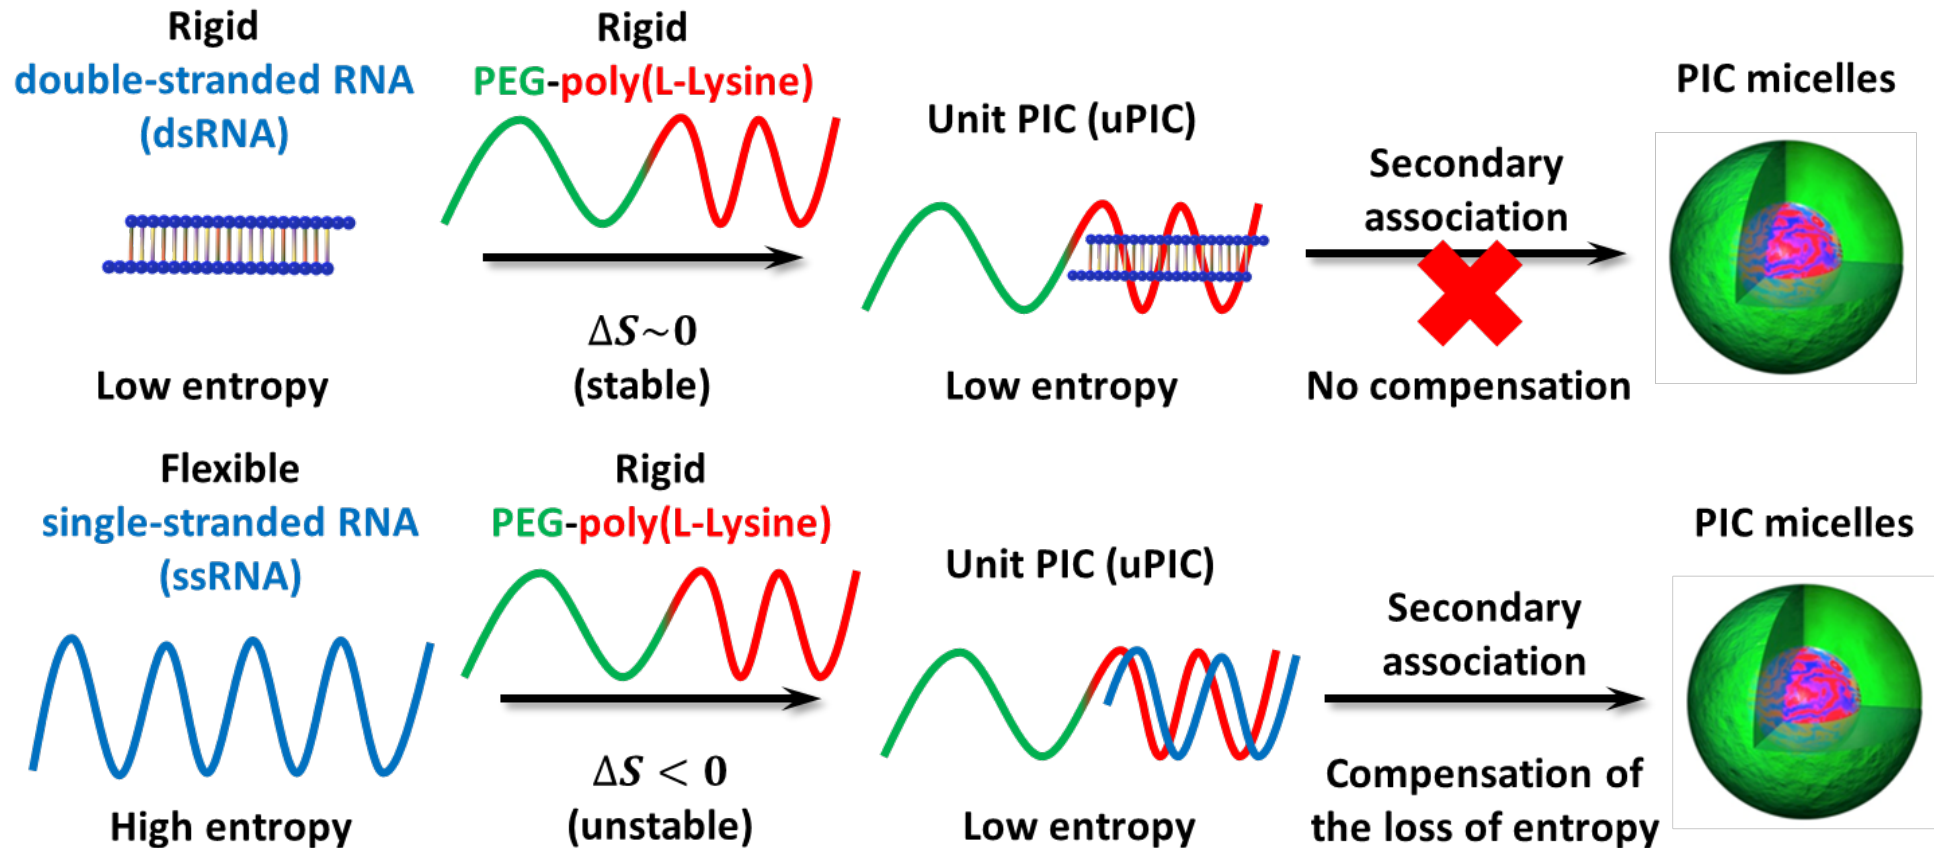 Rigid
double-stranded RNA
(dsRNA)
Low entropy
Rigid
PEG-poly(L-Lysine)
ΔS~0
(stable)
Unit PIC (uPIC)
Low entropy
Secondary
association
No compensation
PIC micelles
Flexible
single-stranded RNA
(ssRNA)
High entropy
Rigid
PEG-poly(L-Lysine)
ΔS < 0
(unstable)
Unit PIC (uPIC)
Low entropy
Secondary
association
Compensation of
the loss of entropy
PIC micelles